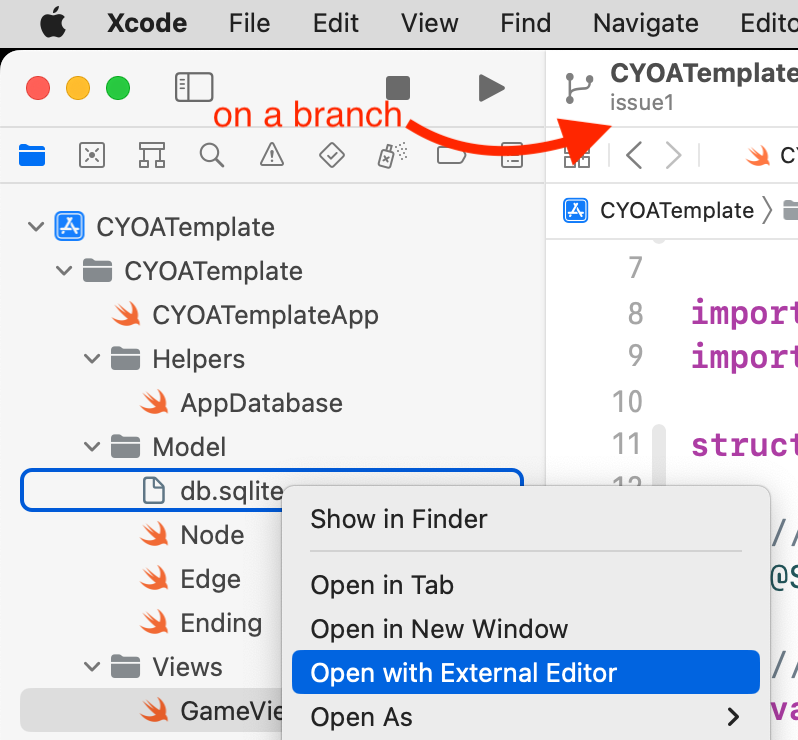 Xcode File Edit View Find Navigate Edito
CYOATemplate
issue1
on a branch
C
CYOATemplate
CYOATemplate
CYOATemplate
CYOATemplateApp
Helpers
AppDatabase
Model
db.sqlite
Node
Edge
Ending
Views
GameVie
7
8 import
9 import
10
11 struct
12
//
@S
//
va
Show in Finder
Open in Tab
Open in New Window
Open with External Editor
Open As